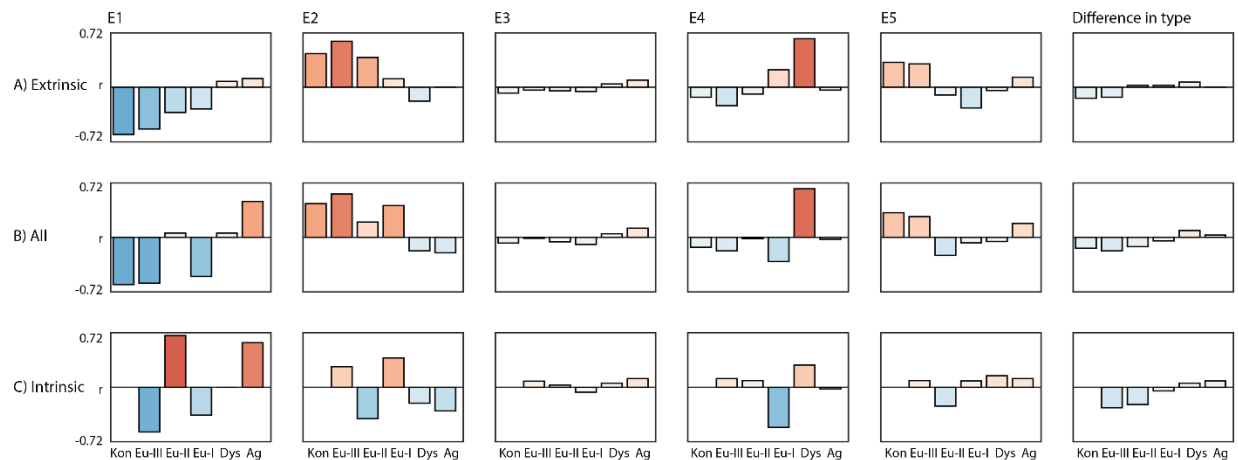 E1 E2 E3 E4 E5 Difference in type
0.72
A) Extrinsic r
-0.72
0.72
B) All r
-0.72
0.72
C) Intrinsic r
-0.72
Kon Eu-III Eu-II Eu-I Dys Ag Kon Eu-III Eu-II Eu-I Dys Ag Kon Eu-III Eu-II Eu-I Dys Ag Kon Eu-III Eu-II Eu-I Dys Ag Kon Eu-III Eu-II Eu-I Dys Ag Kon Eu-III Eu-II Eu-I Dys Ag